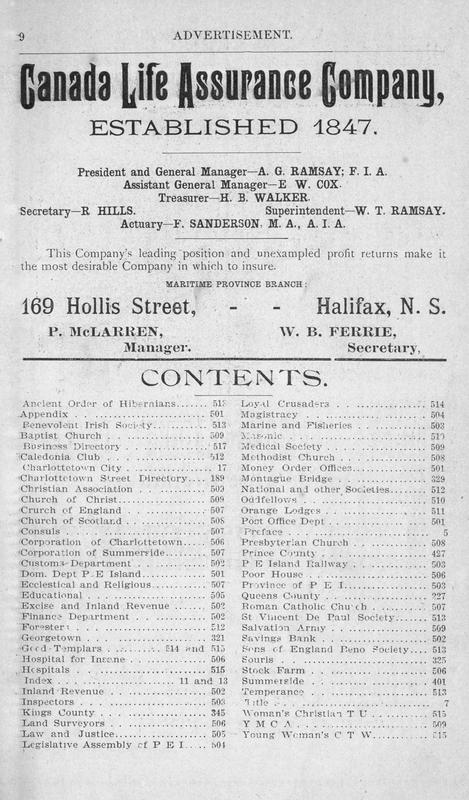 9
ADVERTISEMENT.
Canada Life Assurance Company,
ESTABLISHED 1847.
President and General Manager—A. G. RAMSAY; F. I. A.
Assistant General Manager—E W. COX.
Treasurer—H. B. WALKER.
Secretary—R HILLS. Superintendent—W. T. RAMSAY.
Actuary—F. SANDERSON, M. A., A. I. A.
This Company's leading position and unexampled profit returns make it
the most desirable Company in which to insure.
MARITIME PROVINCE BRANCH:
169 Hollis Street, - - Halifax, N. S.
P. McLARREN, W. B. FERRIE,
Manager. Secretary,
CONTENTS.
Ancient Order of Hibernians....... 513
Appendix . . .................... 501
Benevolent Irish Society.......... 513
Baptist Church . ................ 509
Business Directory .............. 517
Caledonia Club . ................ 512
Charlottetown City . ............. 17
Charlottetown Street Directory.... 189
Christian Association ............ 503
Church of Christ................. 509
Crurch of England ............... 507
Church of Scotland .............. 508
Consuls ......................... 507
Corporation of Charlottetown...... 506
Corporation of Summerside........ 507
Customs Department ............. 502
Dom. Dept P E Island............. 501
Ecclestical and Religious.......... 507
Educational ..................... 505
Excise and Inland Revenue ....... 502
Finance Department ............. 502
Foresters ....................... 512
Georgetown ..................... 321
Good Templars .......... 514 and 515
Hospital for Insane .............. 506
Hospitals ....................... 515
Index .................... 11 and 13
Inland Revenue .................. 502
Inspectors ...................... 503
Kings County ................... 345
Land Surveyors ................. 506
Law and Justice................. 505
Legislative Assembly of P E I..... 504
Loyal Crusaders ................. 514
Magistracy ..................... 504
Marine and Fisheries ............ 503
Masonic ........................ 510
Medical Society ................. 509
Methodist Church ............... 508
Money Order Offices.............. 501
Montague Bridge ................ 329
National and other Societies...... 512
Oddfellows ..................... 510
Orange Lodges .................. 511
Post Office Dept ................ 501
Preface ........................ 5
Presbyterian Church ............. 508
Prince County .................. 427
P E Island Railway .............. 503
Poor House ..................... 506
Province of P E I................ 503
Queens County .................. 227
Roman Catholic Church .......... 507
St Vincent De Paul Society....... 513
Salvation Army ................. 509
Savings Bank ................... 502
Sons of England Beno Society..... 513
Souris ......................... 325
Stock Farm ..................... 506
Summerside .................... 401
Temperance .................... 513
Title .......................... 7
Woman's Christian T U ........... 515
Y M C A ........................ 509
Young Woman's C T W............ 515